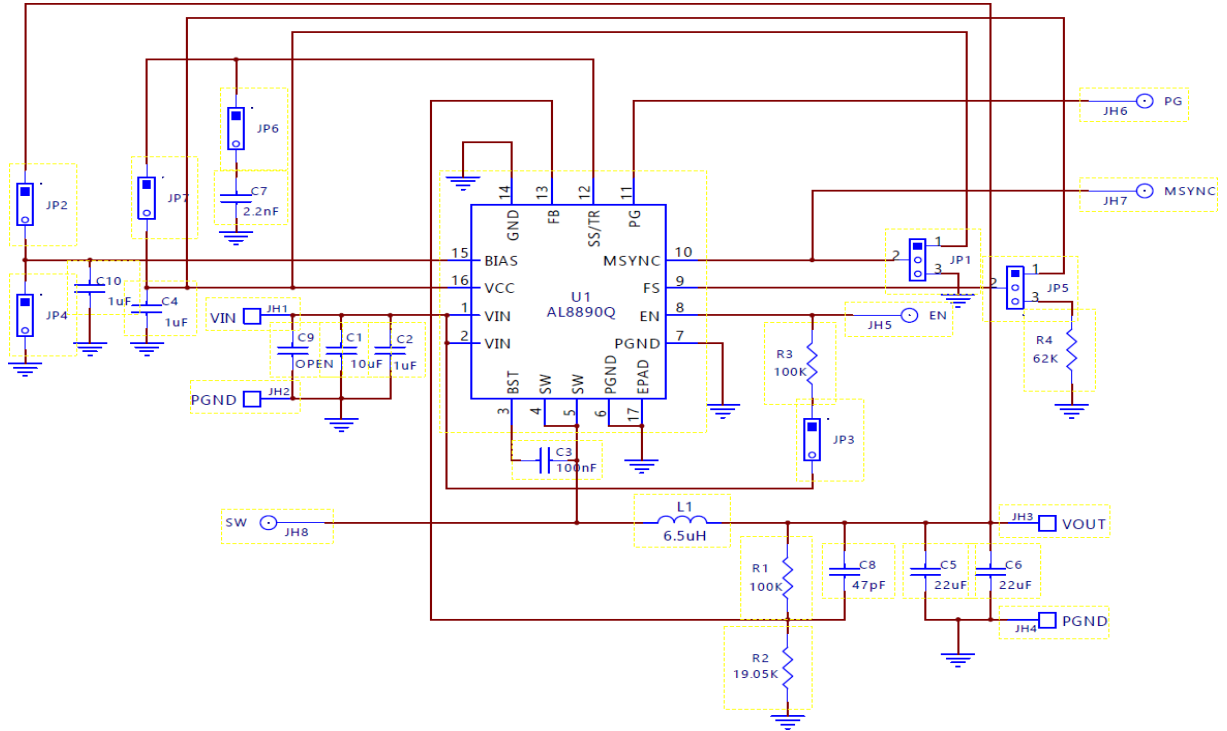 JP6
PG
JH6
MSYNC
JH7
JP2
JP7
C7
2.2nF
14
13
12
11
GND
FB
SS/TR
PG
15
BIAS
MSYNC
10
2
1
3
JP1
16
VCC
FS
9
2
1
3
JP5
U1
AL8890Q
C10
1uF
C4
1uF
JP4
VIN
JH1
1
VIN
EN
8
JH5
EN
2
VIN
PGND
7
C9
OPEN
C1
10uF
C2
1uF
R3
100K
R4
62K
PGND
JH2
BST
SW
SW
PGND
EPAD
3
4
5
6
17
JP3
C3
100nF
SW
JH8
L1
6.5uH
JH3
VOUT
R1
100K
C8
47pF
C5
22uF
C6
22uF
JH4
PGND
R2
19.05K